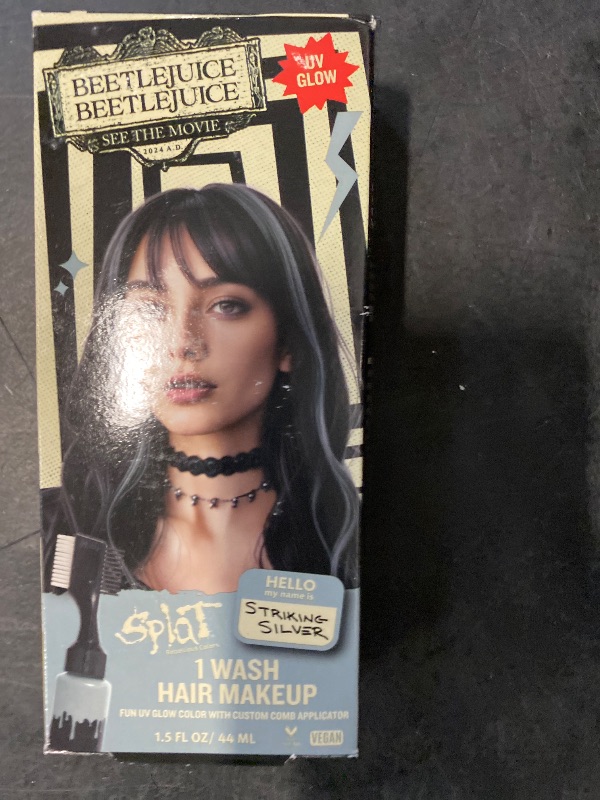 BEETLEJUICE
BEETLEJUICE
SEE THE MOVIE
2024 A.D.
UV
GLOW
HELLO
my name is
STRIKING
SILVER
Splat
1 WASH
HAIR MAKEUP
FUN UV GLOW COLOR WITH CUSTOM COMB APPLICATOR
1.5 FL OZ/ 44 ML
VEGAN